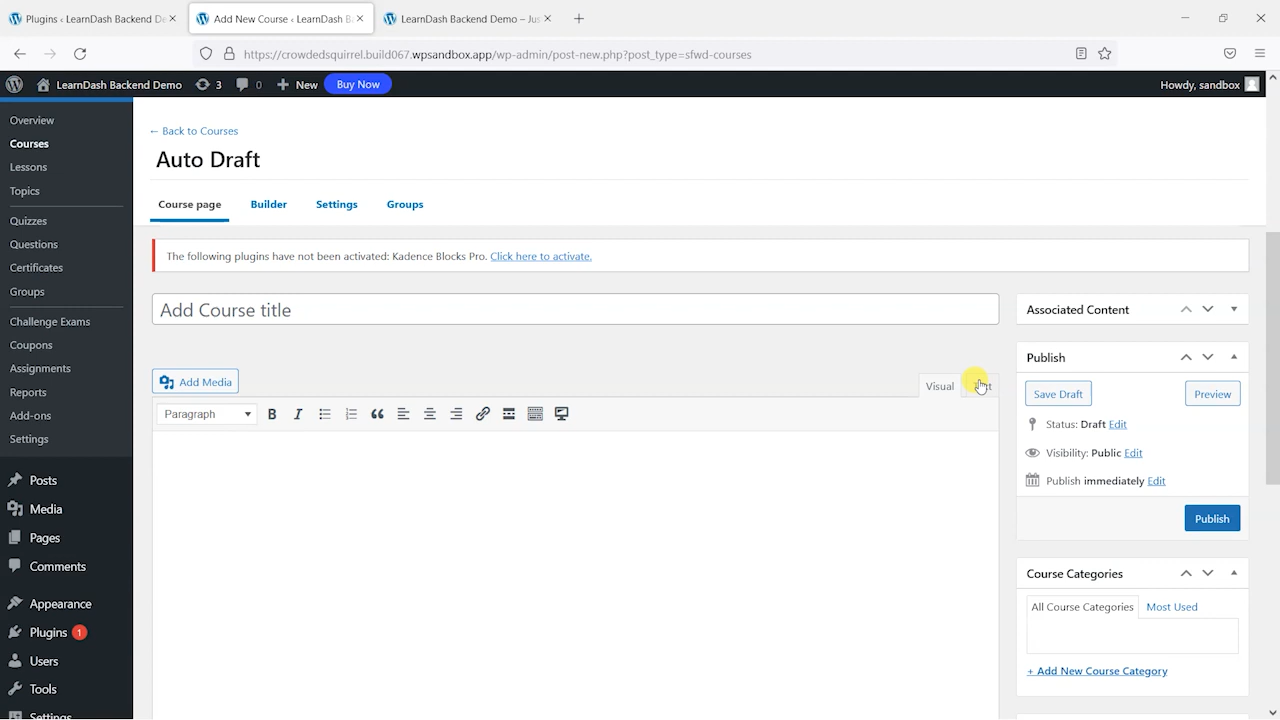 Plugins ‹ LearnDash Backend De
Add New Course ‹ LearnDash B
LearnDash Backend Demo – Jus
https://crowdedsquirrel.build067.wpsandbox.app/wp-admin/post-new.php?post_type=sfwd-courses
LearnDash Backend Demo
3
0
New
Buy Now
Howdy, sandbox
Overview
Courses
Lessons
Topics
Quizzes
Questions
Certificates
Groups
Challenge Exams
Coupons
Assignments
Reports
Add-ons
Settings
Posts
Media
Pages
Comments
Appearance
Plugins 1
Users
Tools
Settings
← Back to Courses
Auto Draft
Course page
Builder
Settings
Groups
The following plugins have not been activated: Kadence Blocks Pro. Click here to activate.
Add Course title
Add Media
Visual
Paragraph
B
I
Associated Content
Publish
Save Draft
Preview
Status: Draft Edit
Visibility: Public Edit
Publish immediately Edit
Publish
Course Categories
All Course Categories
Most Used
+ Add New Course Category